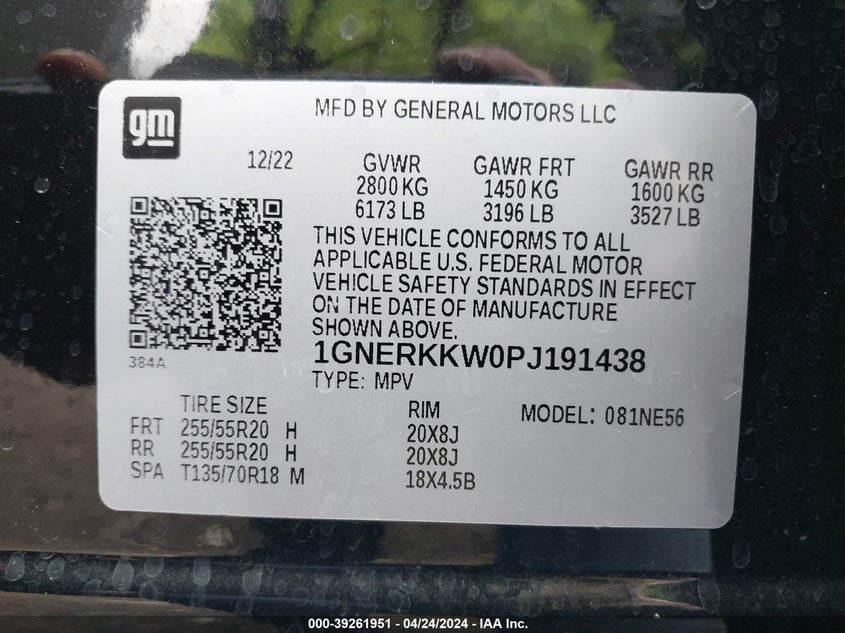 gm
MFD BY GENERAL MOTORS LLC
12/22 GVWR GAWR FRT GAWR RR
2800 KG 1450 KG 1600 KG
6173 LB 3196 LB 3527 LB
THIS VEHICLE CONFORMS TO ALL
APPLICABLE U.S. FEDERAL MOTOR
VEHICLE SAFETY STANDARDS IN EFFECT
ON THE DATE OF MANUFACTURE
SHOWN ABOVE.
384A
1GNERKKW0PJ191438
TYPE: MPV
TIRE SIZE RIM MODEL: 081NE56
FRT 255/55R20 H 20X8J
RR 255/55R20 H 20X8J
SPA T135/70R18 M 18X4.5B
000-39261951 - 04/24/2024 - IAA Inc.